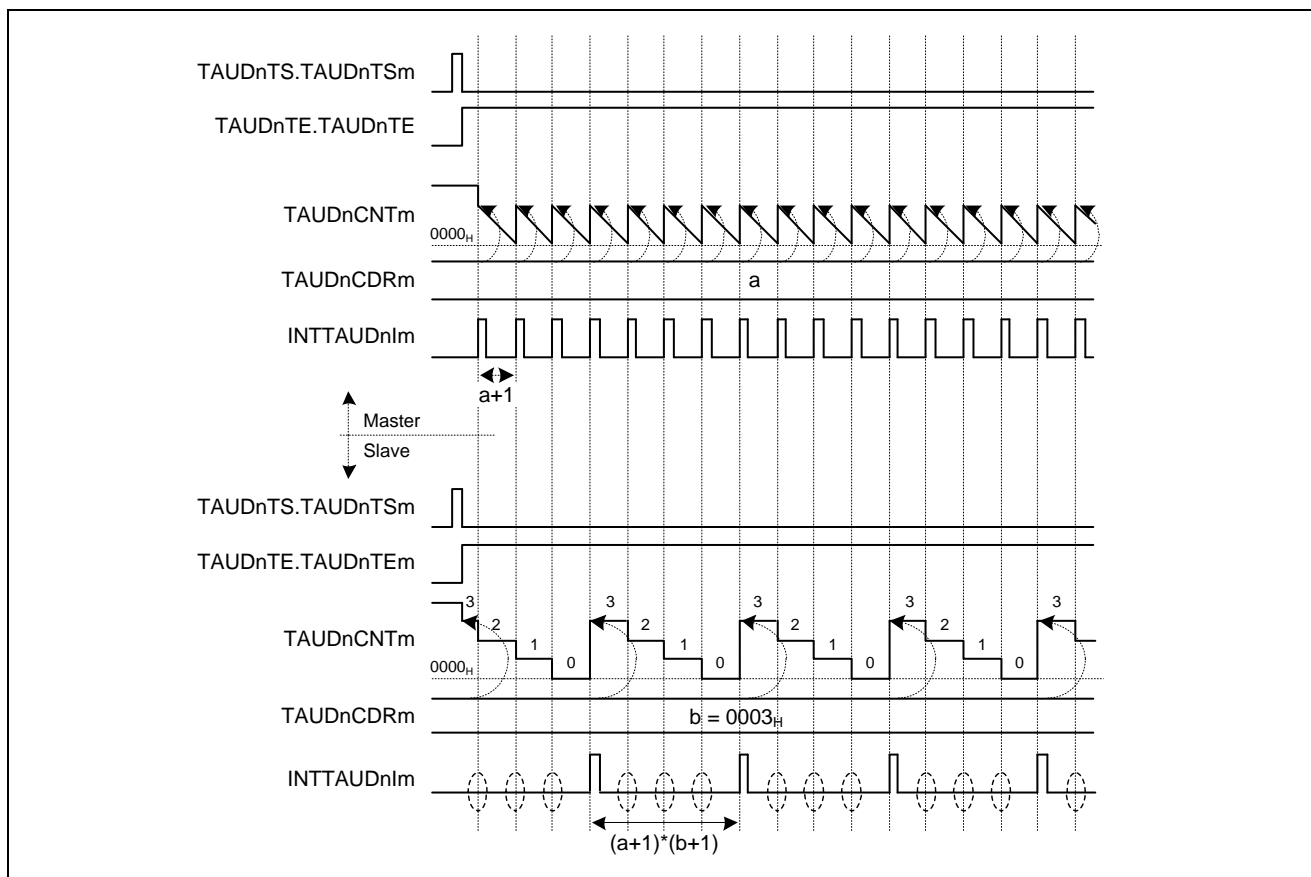 TAUDnTS.TAUDnTSm
TAUDnTE.TAUDnTE
TAUDnCNTm
0000H
TAUDnCDRm
a
INTTAUDnIm
a+1
Master
Slave
TAUDnTS.TAUDnTSm
TAUDnTE.TAUDnTEm
3 3 3 3 3
2 2 2 2
TAUDnCNTm
1 1 1 1
0 0 0 0
0000H
TAUDnCDRm
b = 0003H
INTTAUDnIm
(a+1)*(b+1)